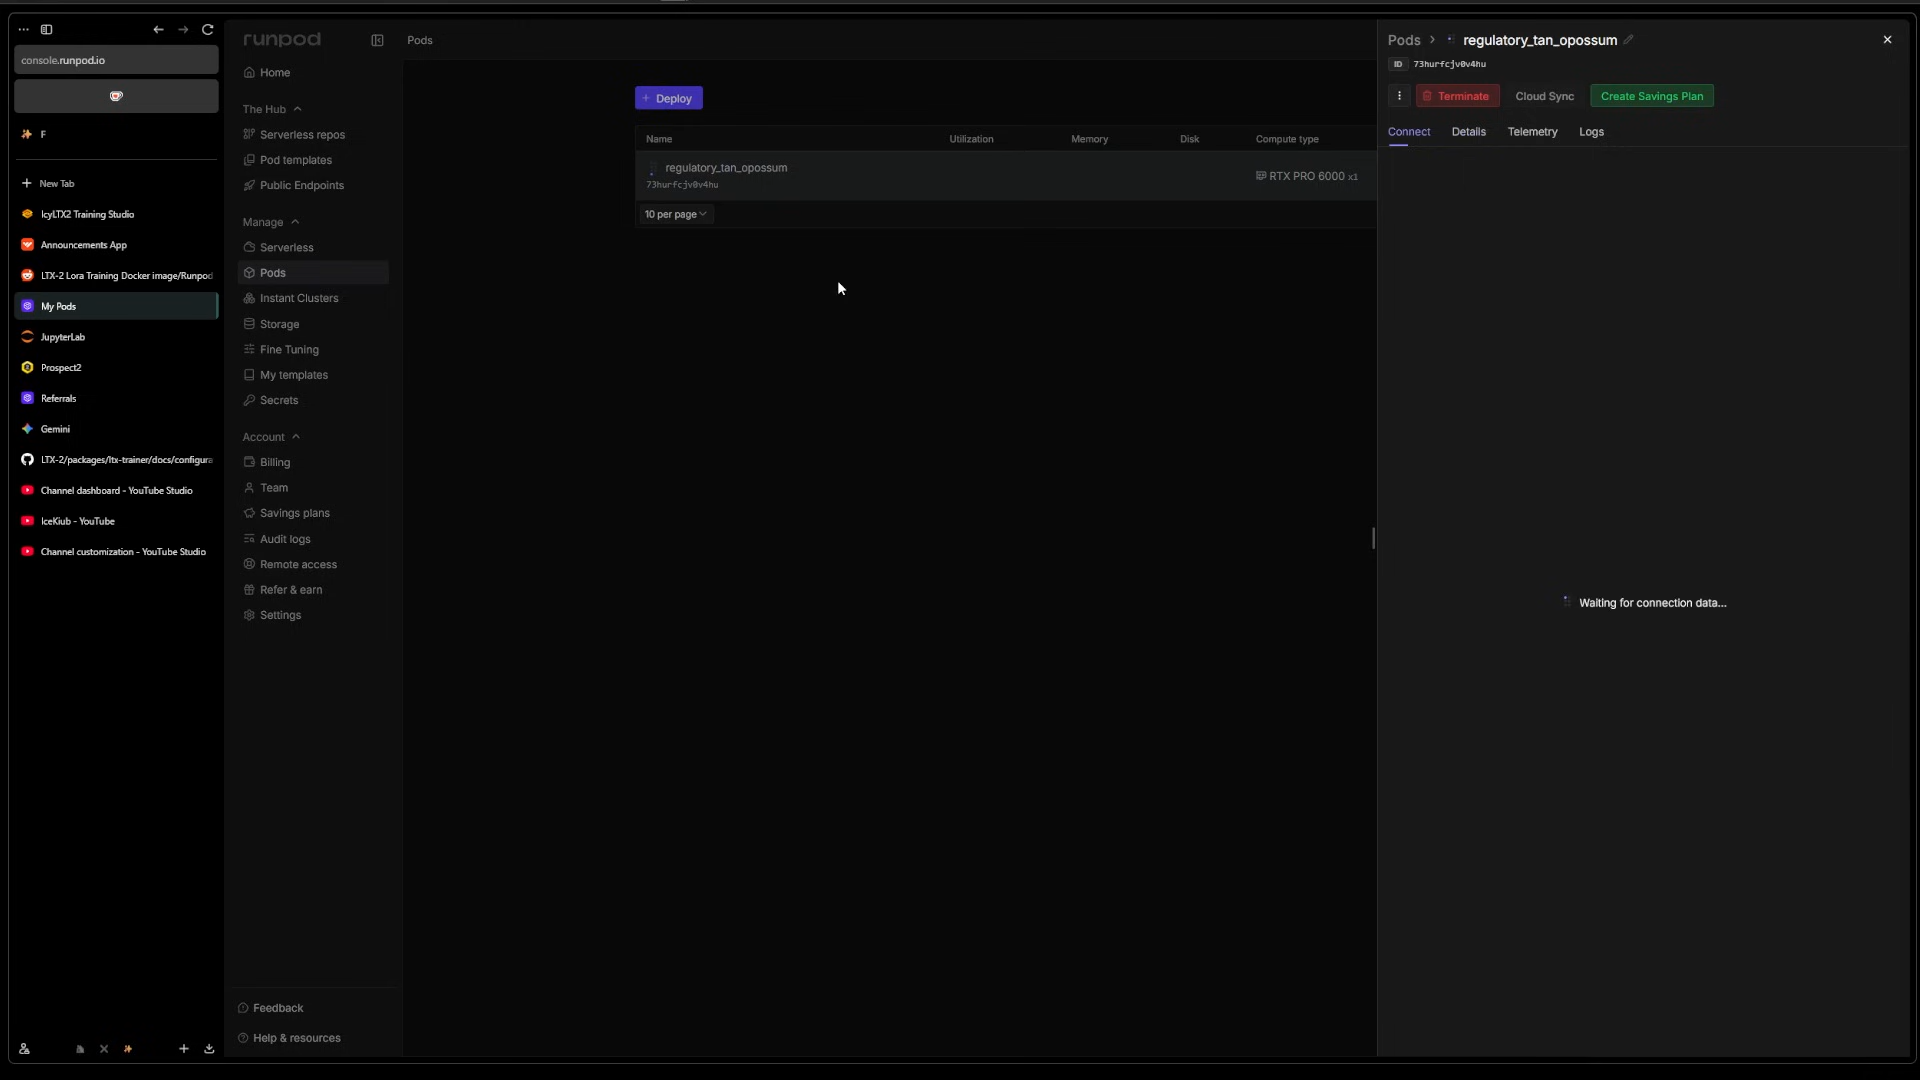 console.runpod.io
F
New Tab
IcyLTX2 Training Studio
Announcements App
LTX-2 Lora Training Docker image/Runpod
My Pods
JupyterLab
Prospect2
Referrals
Gemini
LTX-2/packages/ltx-trainer/docs/configura
Channel dashboard - YouTube Studio
IceKiub - YouTube
Channel customization - YouTube Studio
runpod
Home
The Hub
Serverless repos
Pod templates
Public Endpoints
Manage
Serverless
Pods
Instant Clusters
Storage
Fine Tuning
My templates
Secrets
Account
Billing
Team
Savings plans
Audit logs
Remote access
Refer & earn
Settings
Feedback
Help & resources
Pods
+ Deploy
Name Utilization Memory Disk Compute type
regulatory_tan_opossum
73hurfcjv0v4hu
RTX PRO 6000 x1
10 per page
Pods > regulatory_tan_opossum
ID 73hurfcjv0v4hu
Terminate Cloud Sync Create Savings Plan
Connect Details Telemetry Logs
Waiting for connection data...